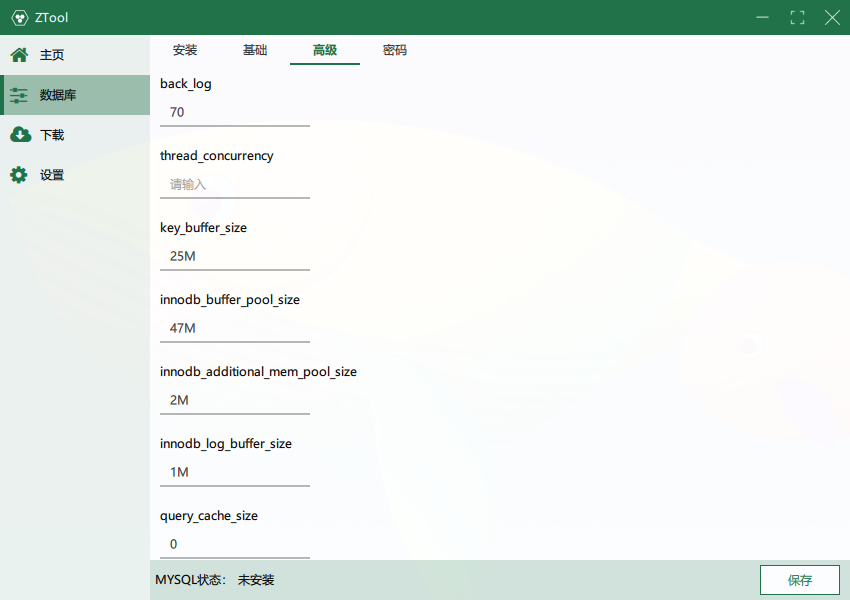 ZTool
主页
数据库
下载
设置
安装 基础 高级 密码
back_log
70
thread_concurrency
请输入
key_buffer_size
25M
innodb_buffer_pool_size
47M
innodb_additional_mem_pool_size
2M
innodb_log_buffer_size
1M
query_cache_size
0
MYSQL状态： 未安装
保存